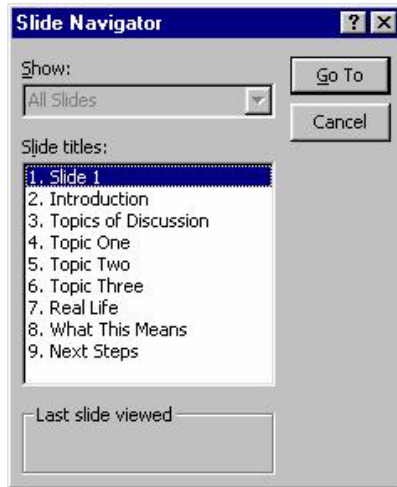 Slide Navigator
Show:
All Slides
Go To
Cancel
Slide titles:
1. Slide 1
2. Introduction
3. Topics of Discussion
4. Topic One
5. Topic Two
6. Topic Three
7. Real Life
8. What This Means
9. Next Steps
Last slide viewed